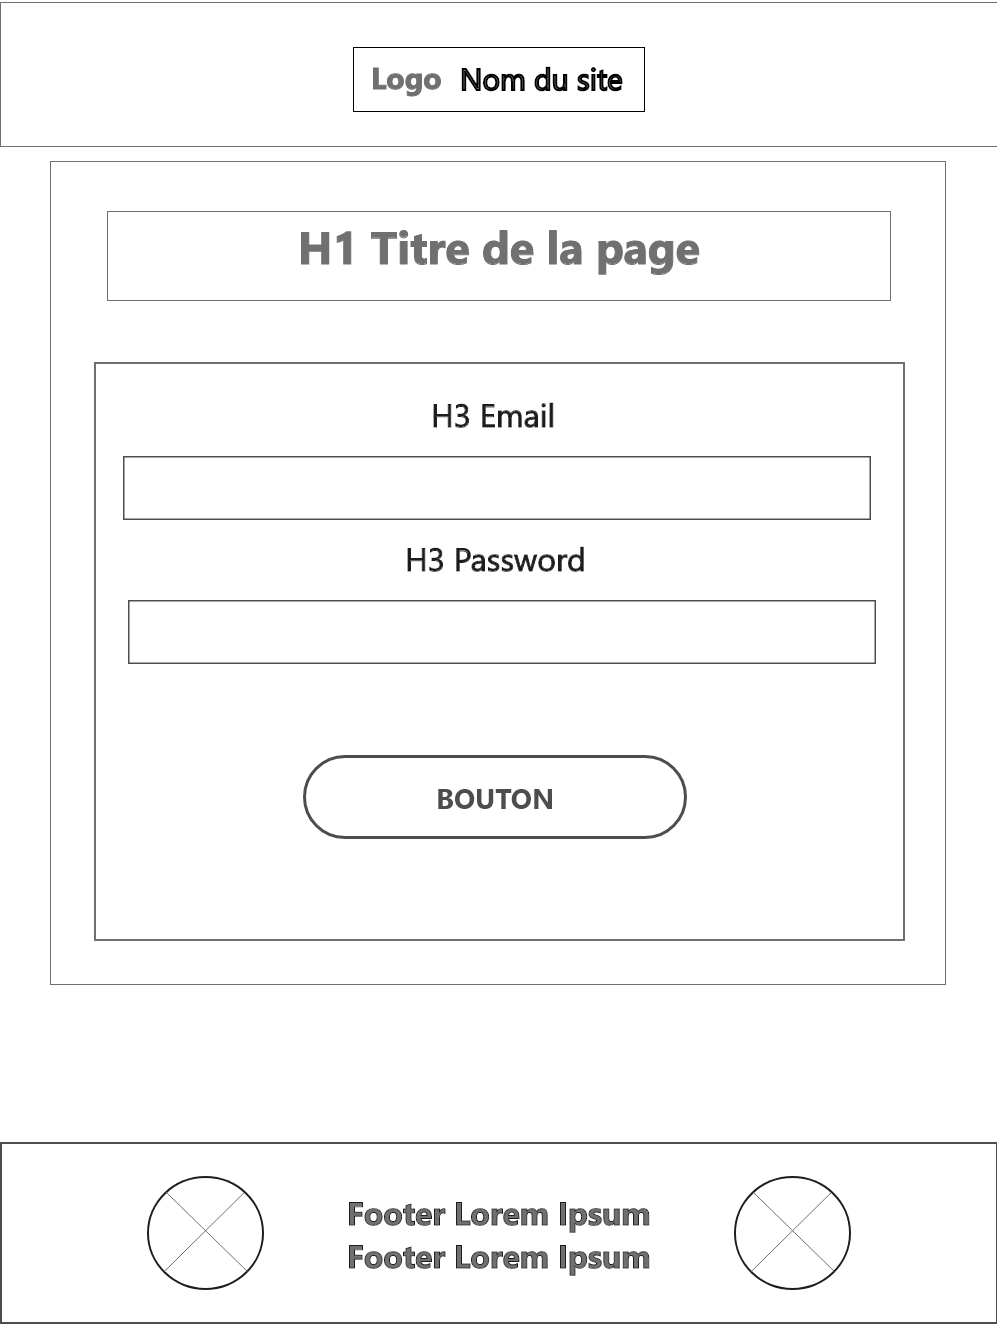 Logo Nom du site
H1 Titre de la page
H3 Email
H3 Password
BOUTON
Footer Lorem Ipsum
Footer Lorem Ipsum